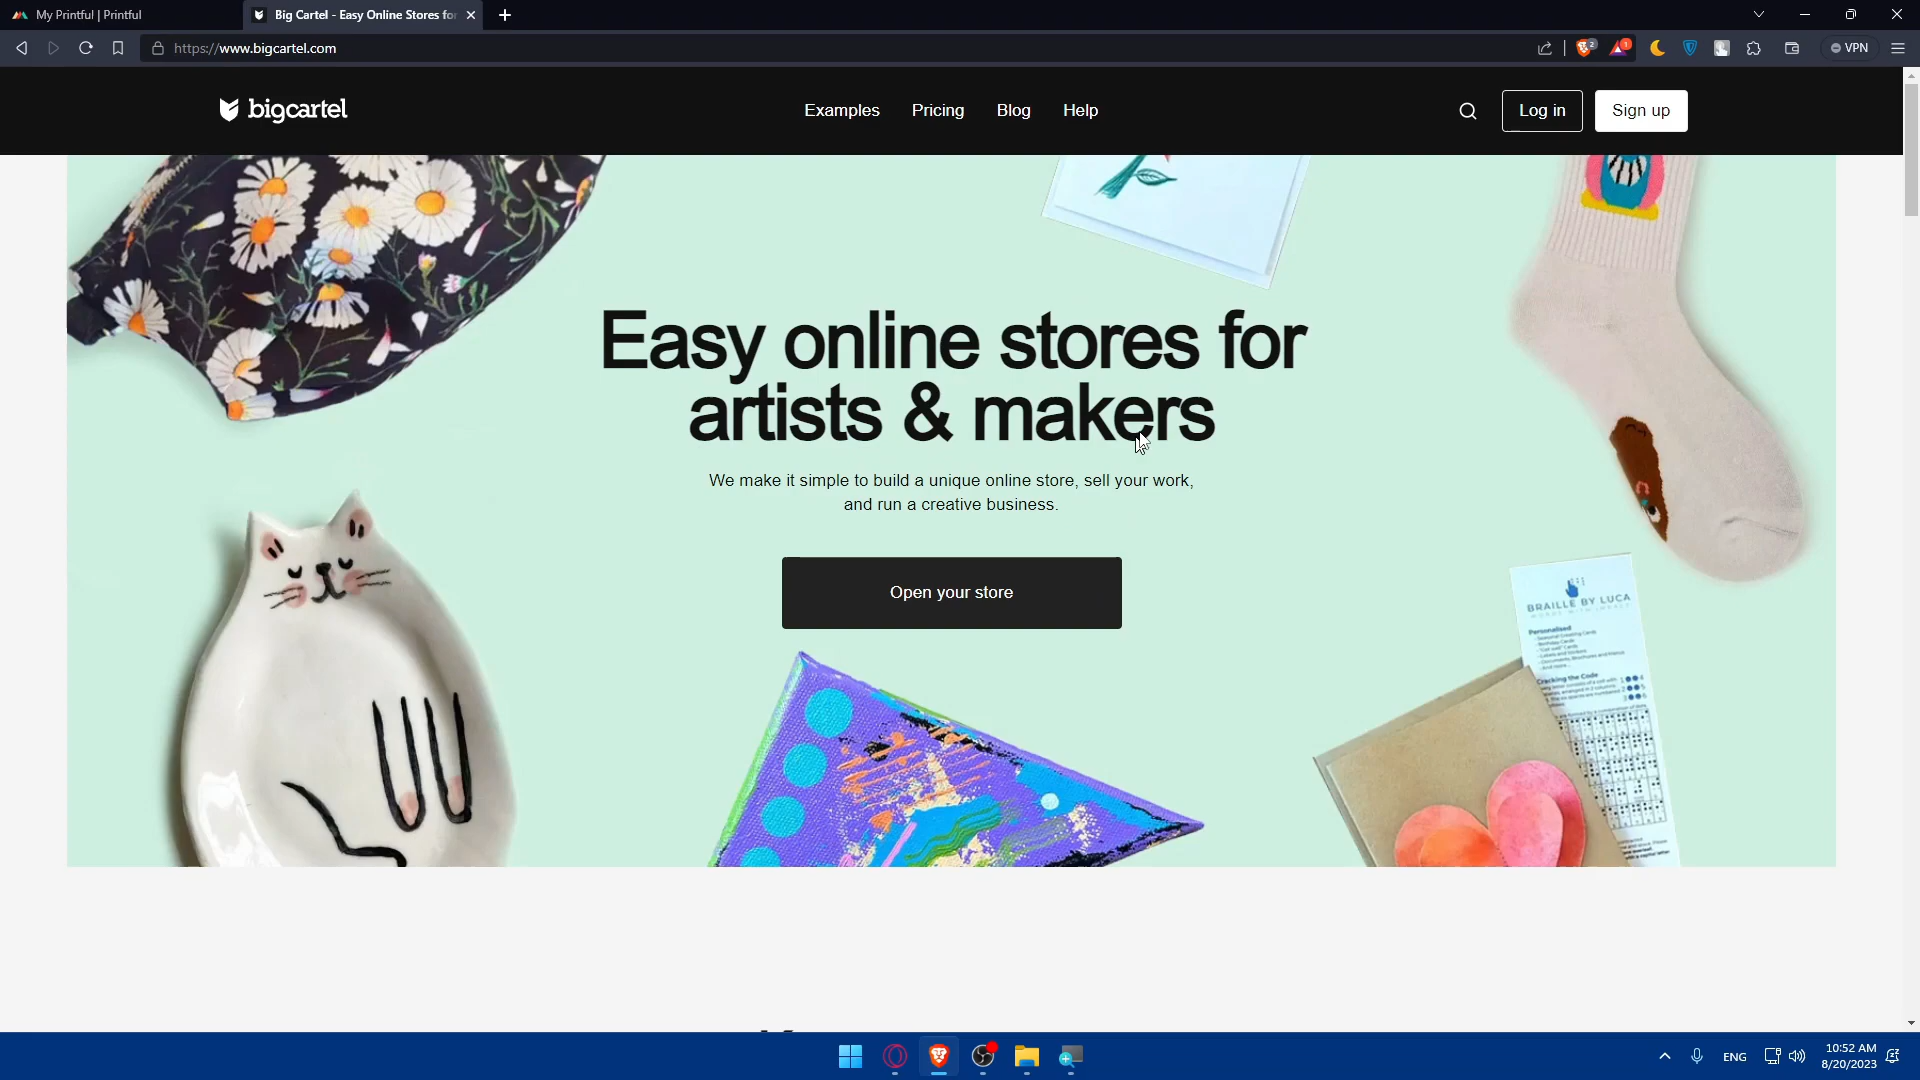 My Printful | Printful
Big Cartel - Easy Online Stores for
https://www.bigcartel.com
2
1
VPN
bigcartel
Examples
Pricing
Blog
Help
Log in
Sign up
Easy online stores for
artists & makers
We make it simple to build a unique online store, sell your work,
and run a creative business.
Open your store
BRAILLE BY LUCA
Personalised
Cracking the Code
ENG
10:52 AM
8/20/2023